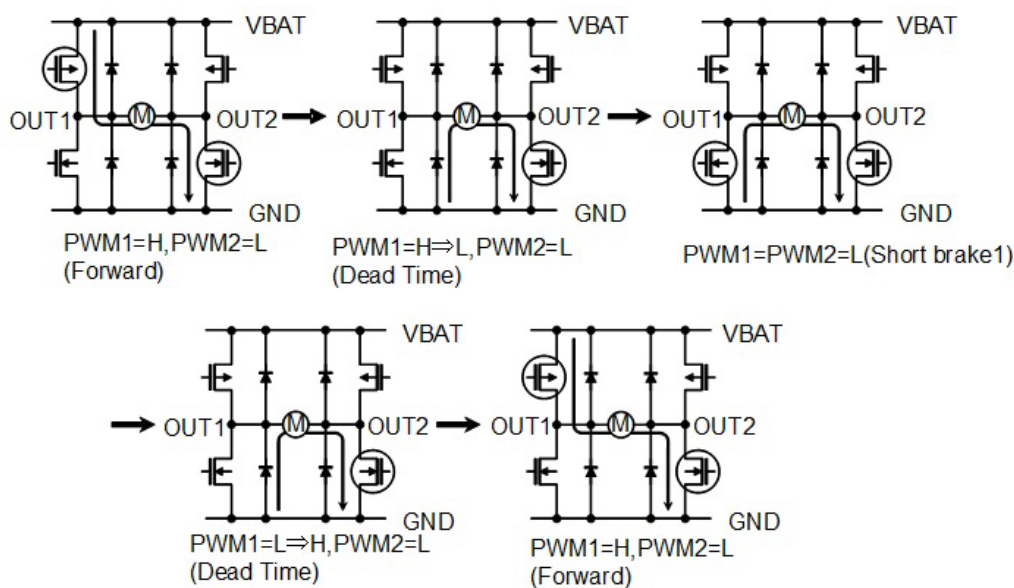 VBAT
OUT1 M OUT2
GND
PWM1=H,PWM2=L
(Forward)
VBAT
OUT1 M OUT2
GND
PWM1=H⇒L,PWM2=L
(Dead Time)
VBAT
OUT1 M OUT2
GND
PWM1=PWM2=L(Short brake1)
VBAT
OUT1 M OUT2
GND
PWM1=L⇒H,PWM2=L
(Dead Time)
VBAT
OUT1 M OUT2
GND
PWM1=H,PWM2=L
(Forward)